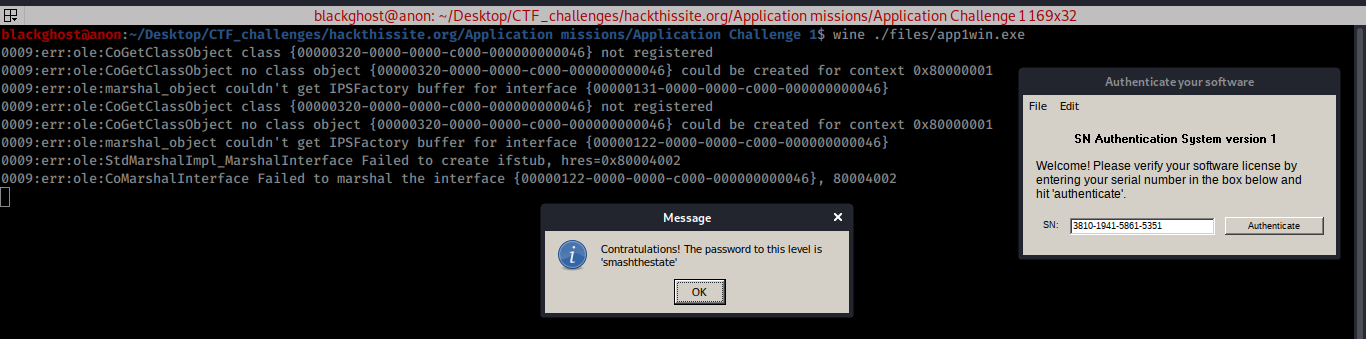 blackghost@anon: ~/Desktop/CTF_challenges/hackthissite.org/Application missions/Application Challenge 1 169x32
blackghost@anon:~/Desktop/CTF_challenges/hackthissite.org/Application missions/Application Challenge 1$ wine ./files/app1win.exe
0009:err:ole:CoGetClassObject class {00000320-0000-0000-c000-000000000046} not registered
0009:err:ole:CoGetClassObject no class object {00000320-0000-0000-c000-000000000046} could be created for context 0x80000001
0009:err:ole:marshal_object couldn't get IPSFactory buffer for interface {00000131-0000-0000-c000-000000000046}
0009:err:ole:CoGetClassObject class {00000320-0000-0000-c000-000000000046} not registered
0009:err:ole:CoGetClassObject no class object {00000320-0000-0000-c000-000000000046} could be created for context 0x80000001
0009:err:ole:marshal_object couldn't get IPSFactory buffer for interface {00000122-0000-0000-c000-000000000046}
0009:err:ole:StdMarshalImpl_MarshalInterface Failed to create ifstub, hres=0x80004002
0009:err:ole:CoMarshalInterface Failed to marshal the interface {00000122-0000-0000-c000-000000000046}, 80004002
Authenticate your software
File Edit
SN Authentication System version 1
Welcome! Please verify your software license by
entering your serial number in the box below and
hit 'authenticate'.
SN: 3810-1941-5861-5351 Authenticate
Message
Contratulations! The password to this level is
'smashthestate'
OK